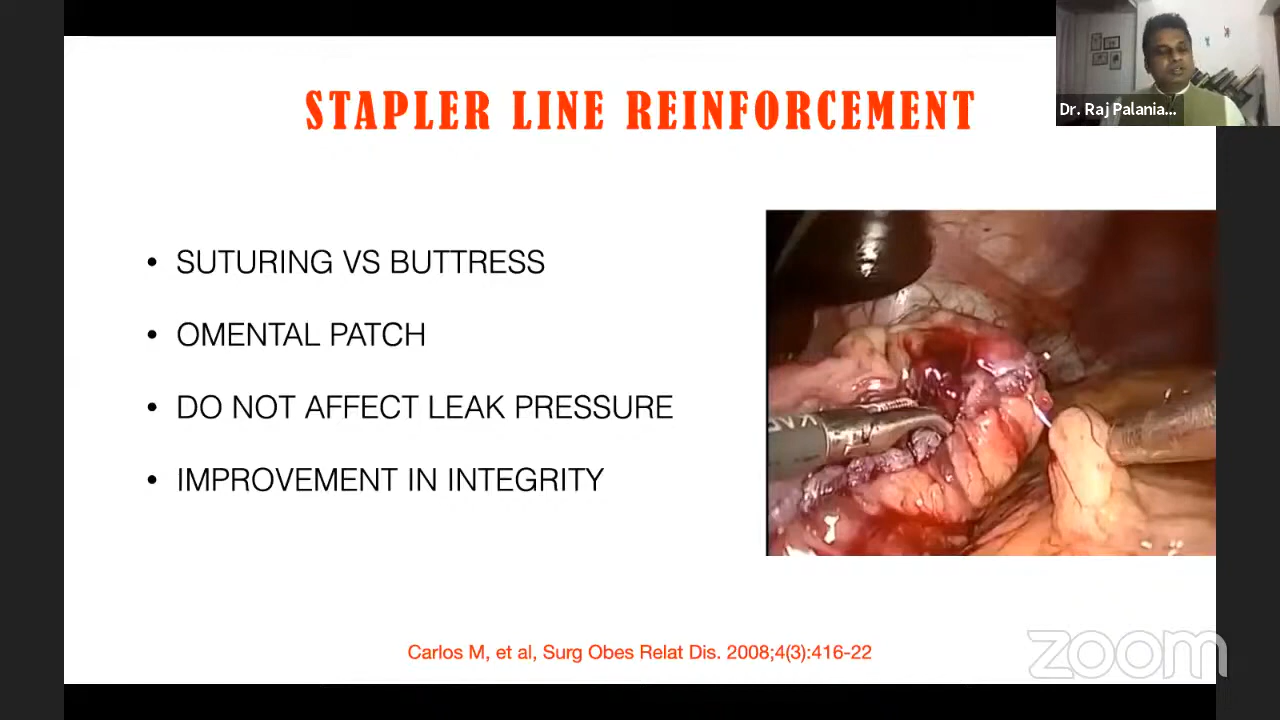 STAPLER LINE REINFORCEMENT
Dr. Raj Palania...
• SUTURING VS BUTTRESS
• OMENTAL PATCH
• DO NOT AFFECT LEAK PRESSURE
• IMPROVEMENT IN INTEGRITY
Carlos M, et al, Surg Obes Relat Dis. 2008;4(3):416-22
zoom